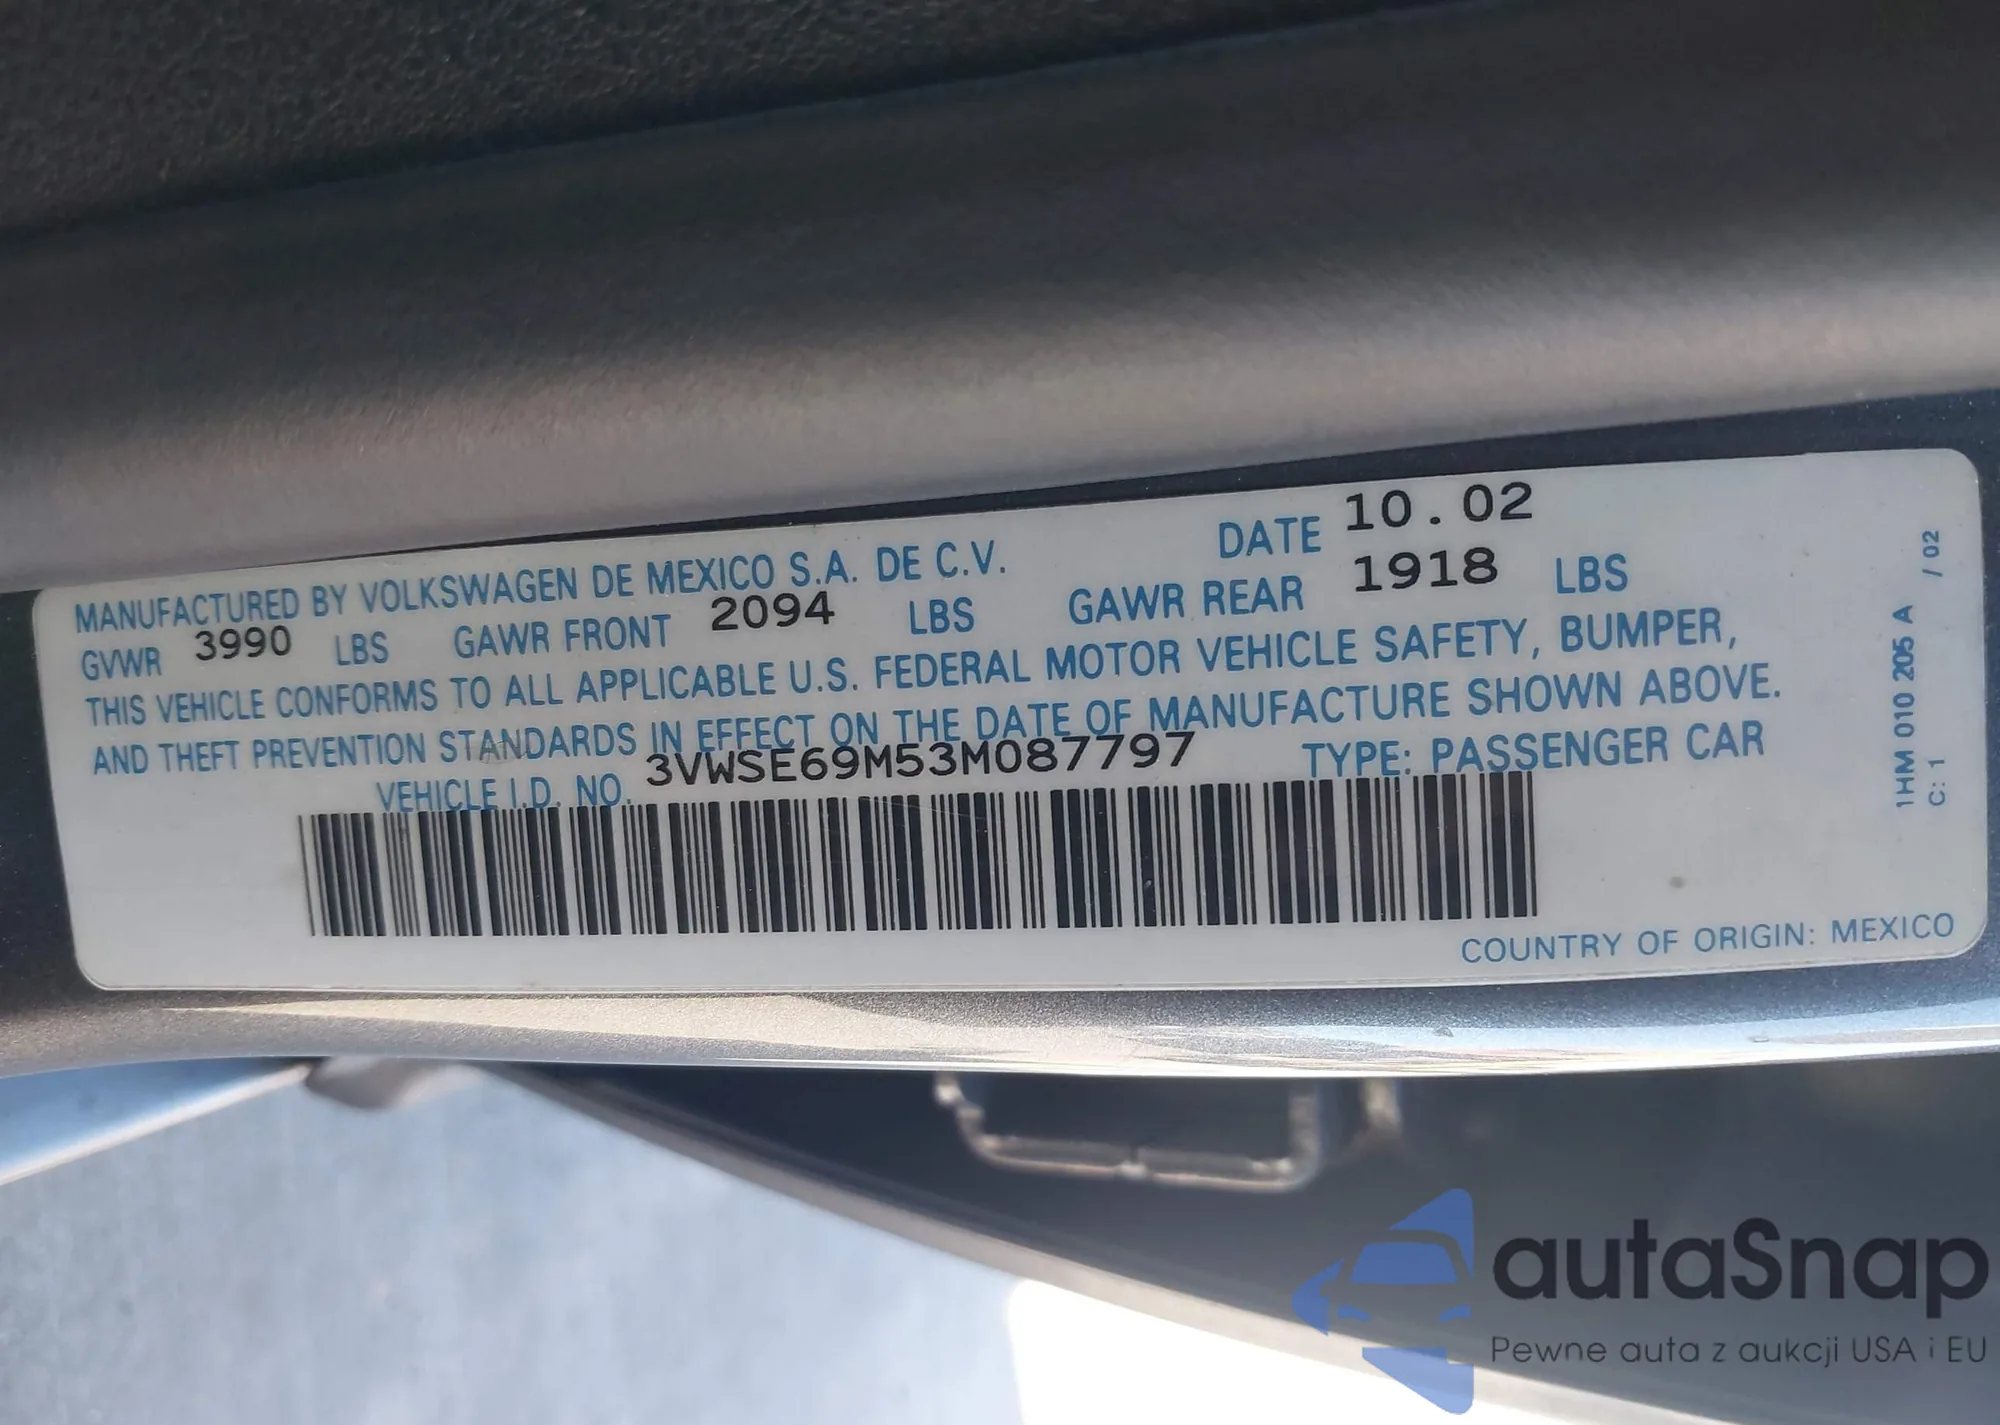 MANUFACTURED BY VOLKSWAGEN DE MEXICO S.A. DE C.V. DATE 10.02
GVWR 3990 LBS GAWR FRONT 2094 LBS GAWR REAR 1918 LBS
THIS VEHICLE CONFORMS TO ALL APPLICABLE U.S. FEDERAL MOTOR VEHICLE SAFETY, BUMPER,
AND THEFT PREVENTION STANDARDS IN EFFECT ON THE DATE OF MANUFACTURE SHOWN ABOVE.
VEHICLE I.D. NO. 3VWSE69M53M087797 TYPE: PASSENGER CAR
COUNTRY OF ORIGIN: MEXICO
1HM 010 205 A / 02
C: 1
autaSnap
Pewne auta z aukcji USA i EU